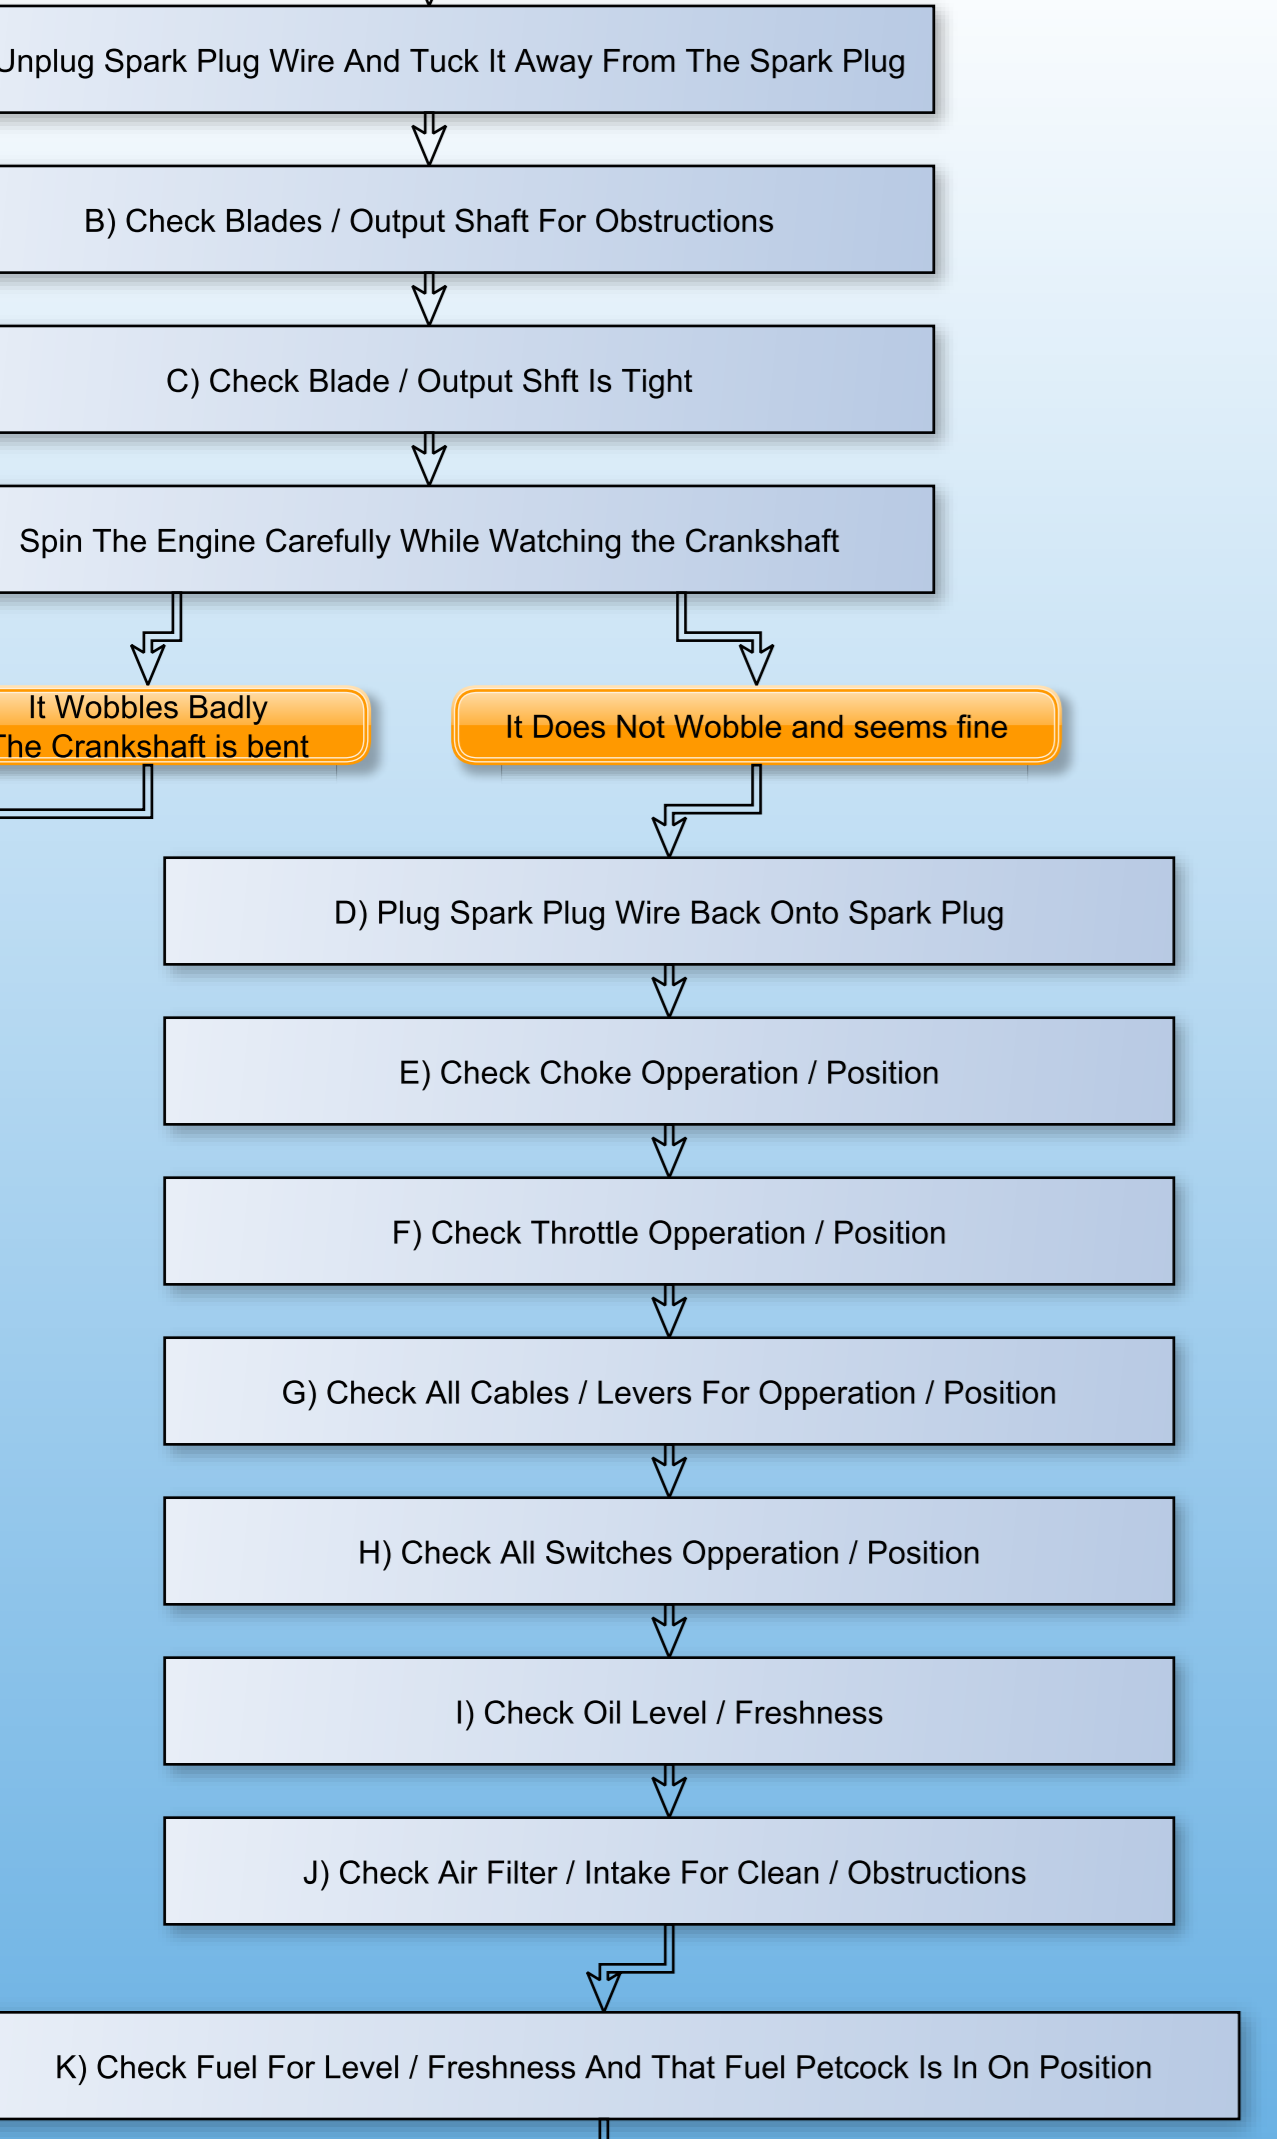 Unplug Spark Plug Wire And Tuck It Away From The Spark Plug
B) Check Blades / Output Shaft For Obstructions
C) Check Blade / Output Shft Is Tight
Spin The Engine Carefully While Watching the Crankshaft
It Wobbles Badly
The Crankshaft is bent
It Does Not Wobble and seems fine
D) Plug Spark Plug Wire Back Onto Spark Plug
E) Check Choke Opperation / Position
F) Check Throttle Opperation / Position
G) Check All Cables / Levers For Opperation / Position
H) Check All Switches Opperation / Position
I) Check Oil Level / Freshness
J) Check Air Filter / Intake For Clean / Obstructions
K) Check Fuel For Level / Freshness And That Fuel Petcock Is In On Position